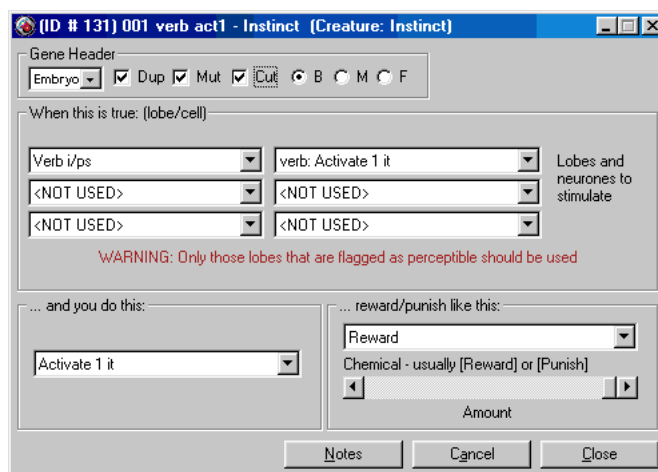 (ID # 131) 001 verb act1 - Instinct (Creature: Instinct)
Gene Header
Embryo Dup Mut Cut B M F
When this is true: (lobe/cell)
Verb i/ps verb: Activate 1 it
<NOT USED> <NOT USED>
<NOT USED> <NOT USED>
Lobes and
neurones to
stimulate
WARNING: Only those lobes that are flagged as perceptible should be used
... and you do this:
Activate 1 it
... reward/punish like this:
Reward
Chemical - usually [Reward] or [Punish]
Amount
Notes Cancel Close